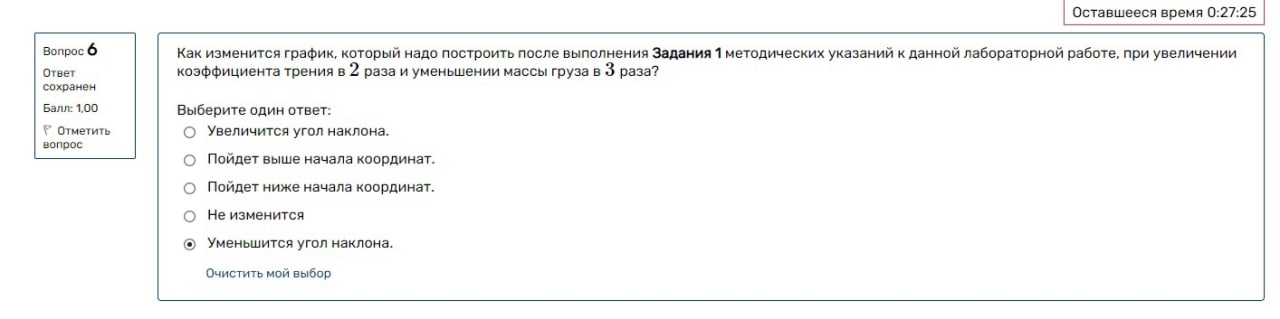 Оставшееся время 0:27:25
Вопрос 6
Ответ
сохранен
Балл: 1,00
Отметить
вопрос
Как изменится график, который надо построить после выполнения Задания 1 методических указаний к данной лабораторной работе, при увеличении
коэффициента трения в 2 раза и уменьшении массы груза в 3 раза?
Выберите один ответ:
Увеличится угол наклона.
Пойдет выше начала координат.
Пойдет ниже начала координат.
Не изменится
Уменьшится угол наклона.
Очистить мой выбор